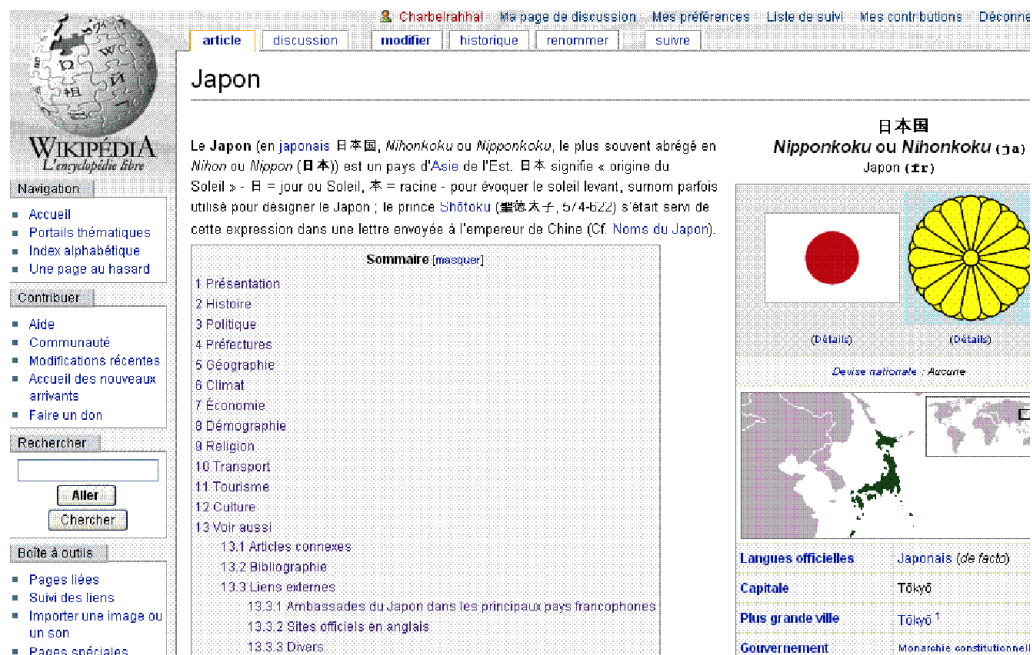 Charbelrahhal Ma page de discussion Mes préférences Liste de suivi Mes contributions Déconne
article discussion modifier historique renommer suivre
WIKIPÉDIA
L'encyclopédie libre
Navigation
Accueil
Portails thématiques
Index alphabétique
Une page au hasard
Contribuer
Aide
Communauté
Modifications récentes
Accueil des nouveaux
arrivants
Faire un don
Rechercher
Aller
Chercher
Boîte à outils
Pages liées
Suivi des liens
Importer une image ou
un son
Pages spéciales
Japon
Le Japon (en japonais 日本国, Nihonkoku ou Nipponkoku, le plus souvent abrégé en
Nihon ou Nippon (日本)) est un pays d'Asie de l'Est. 日本 signifie « origine du
Soleil » - 日 = jour ou Soleil, 本 = racine - pour évoquer le soleil levant, surnom parfois
utilisé pour désigner le Japon ; le prince Shōtoku (聖徳太子, 574-622) s'était servi de
cette expression dans une lettre envoyée à l'empereur de Chine (Cf. Noms du Japon).
Sommaire [masquer]
1 Présentation
2 Histoire
3 Politique
4 Préfectures
5 Géographie
6 Climat
7 Économie
8 Démographie
9 Religion
10 Transport
11 Tourisme
12 Culture
13 Voir aussi
13.1 Articles connexes
13.2 Bibliographie
13.3 Liens externes
13.3.1 Ambassades du Japon dans les principaux pays francophones
13.3.2 Sites officiels en anglais
13.3.3 Divers
日本国
Nipponkoku ou Nihonkoku (ja)
Japon (fr)
(Détails) (Détails)
Devise nationale : Aucune
Langues officielles Japonais (de facto)
Capitale Tōkyō
Plus grande ville Tōkyō 1
Gouvernement Monarchie constitutionnell